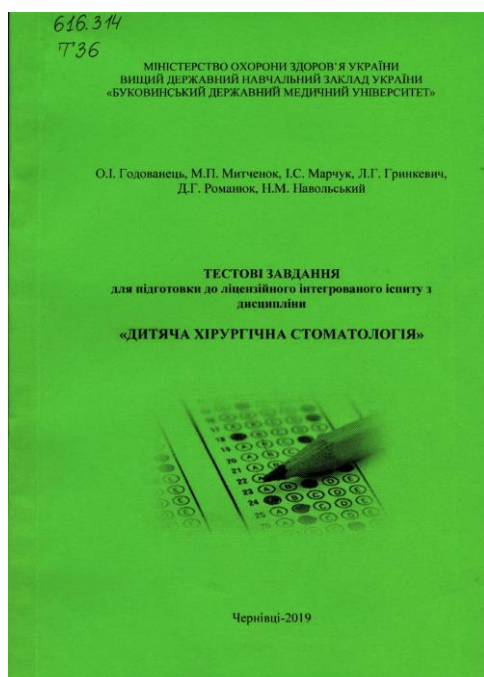 616.314
Т36
МІНІСТЕРСТВО ОХОРОНИ ЗДОРОВ'Я УКРАЇНИ
ВИЩИЙ ДЕРЖАВНИЙ НАВЧАЛЬНИЙ ЗАКЛАД УКРАЇНИ
«БУКОВИНСЬКИЙ ДЕРЖАВНИЙ МЕДИЧНИЙ УНІВЕРСИТЕТ»
О.І. Годованець, М.П. Митченок, І.С. Марчук, Л.Г. Гринкевич,
Д.Г. Романюк, Н.М. Навольський
ТЕСТОВІ ЗАВДАННЯ
для підготовки до ліцензійного інтегрованого іспиту з
дисципліни
«ДИТЯЧА ХІРУРГІЧНА СТОМАТОЛОГІЯ»
Чернівці-2019